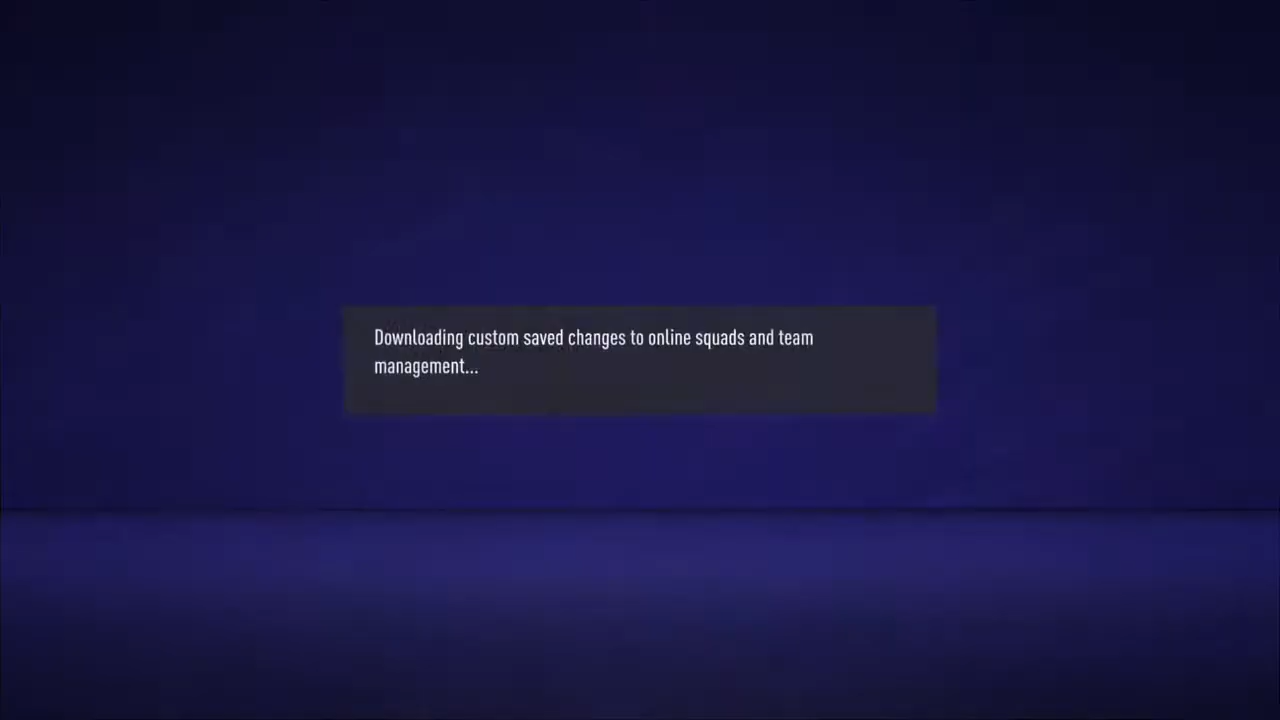 Downloading custom saved changes to online squads and team
management...